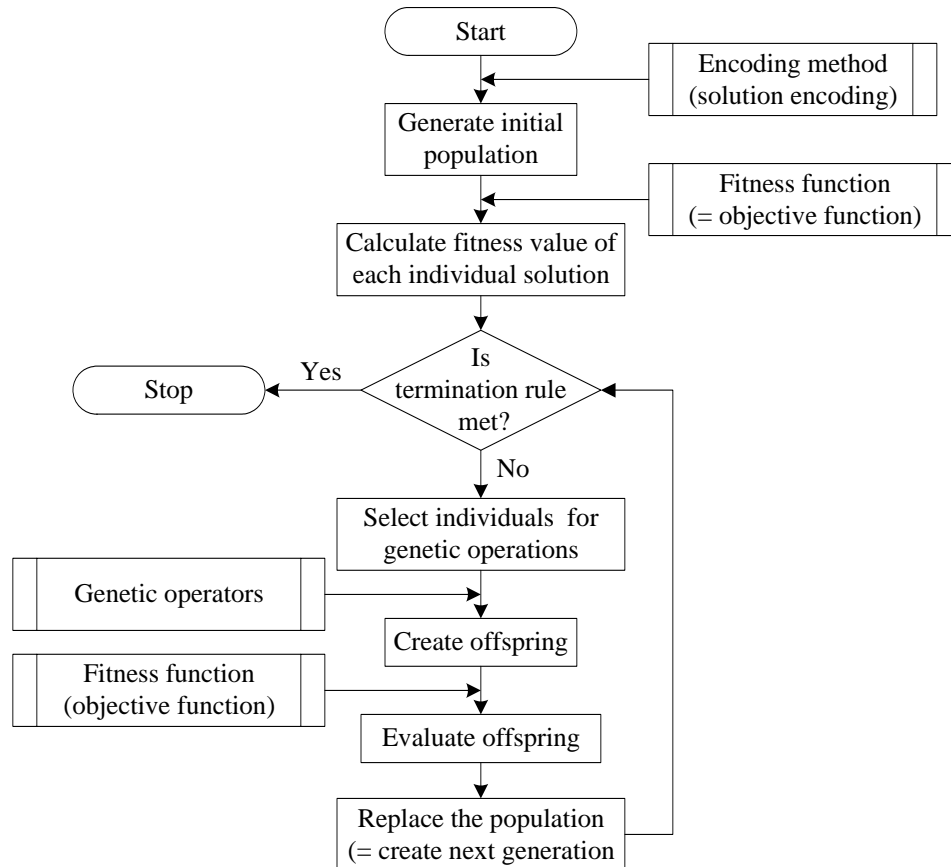 Start
Encoding method
(solution encoding)
Generate initial
population
Fitness function
(= objective function)
Calculate fitness value of
each individual solution
Is
termination rule
met?
Yes
Stop
No
Select individuals for
genetic operations
Genetic operators
Create offspring
Fitness function
(objective function)
Evaluate offspring
Replace the population
(= create next generation